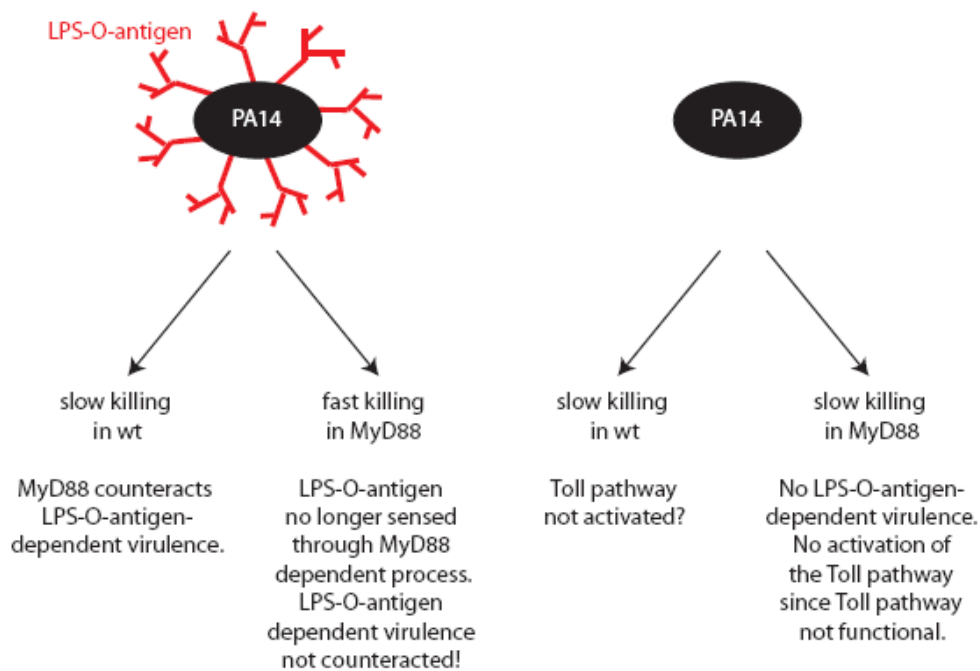 LPS-O-antigen
PA14
PA14
slow killing
in wt
MyD88 counteracts
LPS-O-antigen-
dependent virulence.
fast killing
in MyD88
LPS-O-antigen
no longer sensed
through MyD88
dependent process.
LPS-O-antigen
dependent virulence
not counteracted!
slow killing
in wt
Toll pathway
not activated?
slow killing
in MyD88
No LPS-O-antigen-
dependent virulence.
No activation of
the Toll pathway
since Toll pathway
not functional.